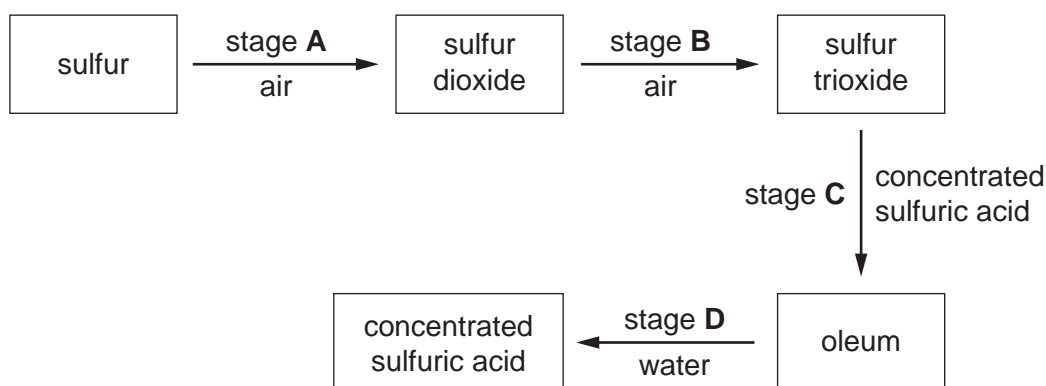 sulfur
stage A
air
sulfur
dioxide
stage B
air
sulfur
trioxide
stage C
concentrated
sulfuric acid
oleum
stage D
water
concentrated
sulfuric acid